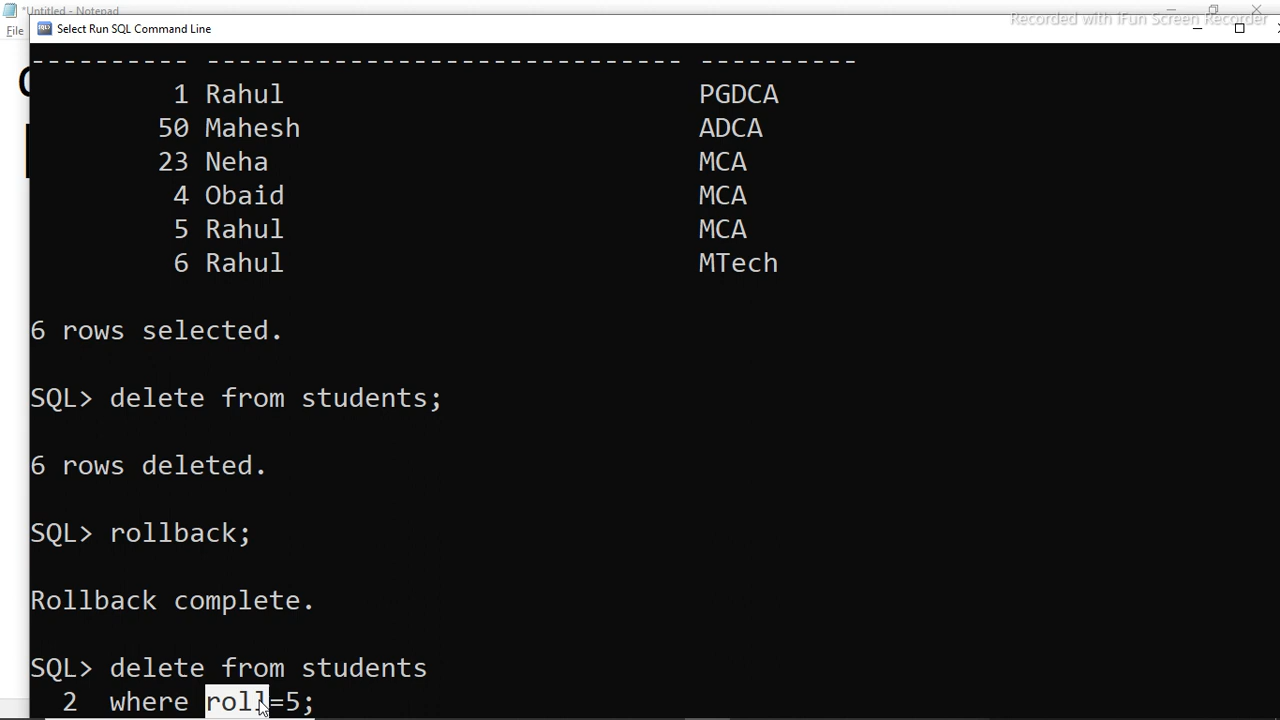 *Untitled - Notepad
Recorded with iFun Screen Recorder
File
Select Run SQL Command Line
---------- ------------------------------ ----------
1 Rahul PGDCA
50 Mahesh ADCA
23 Neha MCA
4 Obaid MCA
5 Rahul MCA
6 Rahul MTech
6 rows selected.
SQL> delete from students;
6 rows deleted.
SQL> rollback;
Rollback complete.
SQL> delete from students
2 where roll=5;